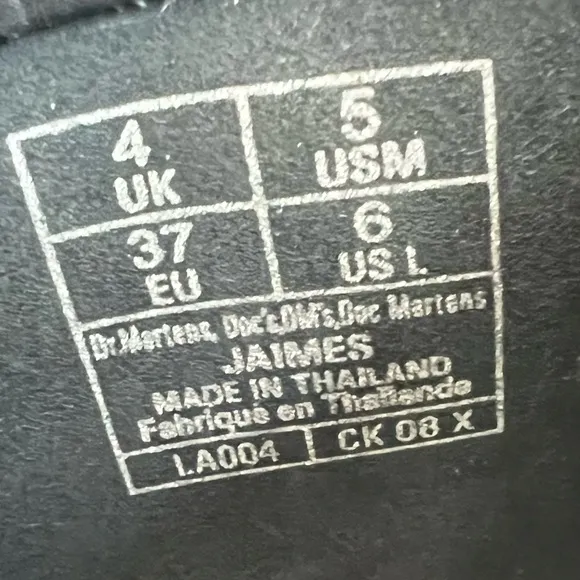 4 5
UK USM
37 6
EU US L
Dr.Martens, Doc's,DM's,Doc Martens
JAIMES
MADE IN THAILAND
Fabrique en Thaïlande
LA004 CK 08 X